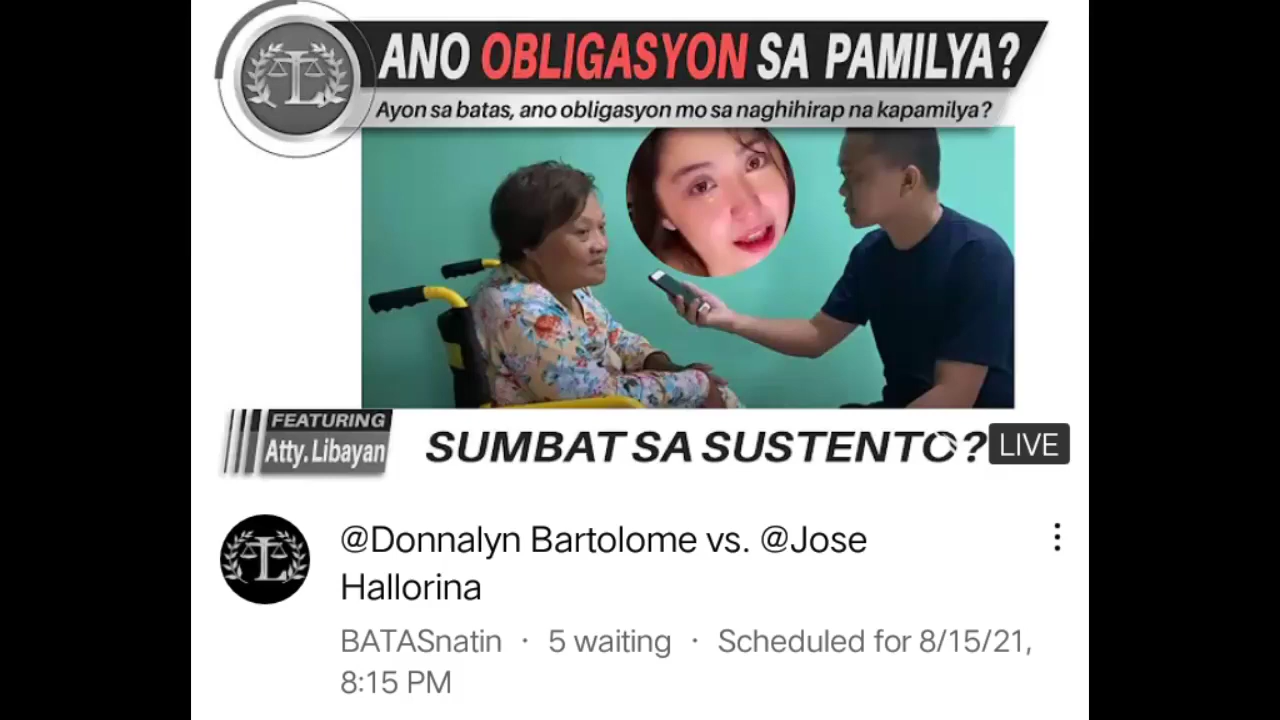 ANO OBLIGASYON SA PAMILYA?
Ayon sa batas, ano obligasyon mo sa naghihirap na kapamilya?
FEATURING
Atty. Libayan
SUMBAT SA SUSTENTO?
LIVE
@Donnalyn Bartolome vs. @Jose
Hallorina
BATASnatin · 5 waiting · Scheduled for 8/15/21,
8:15 PM